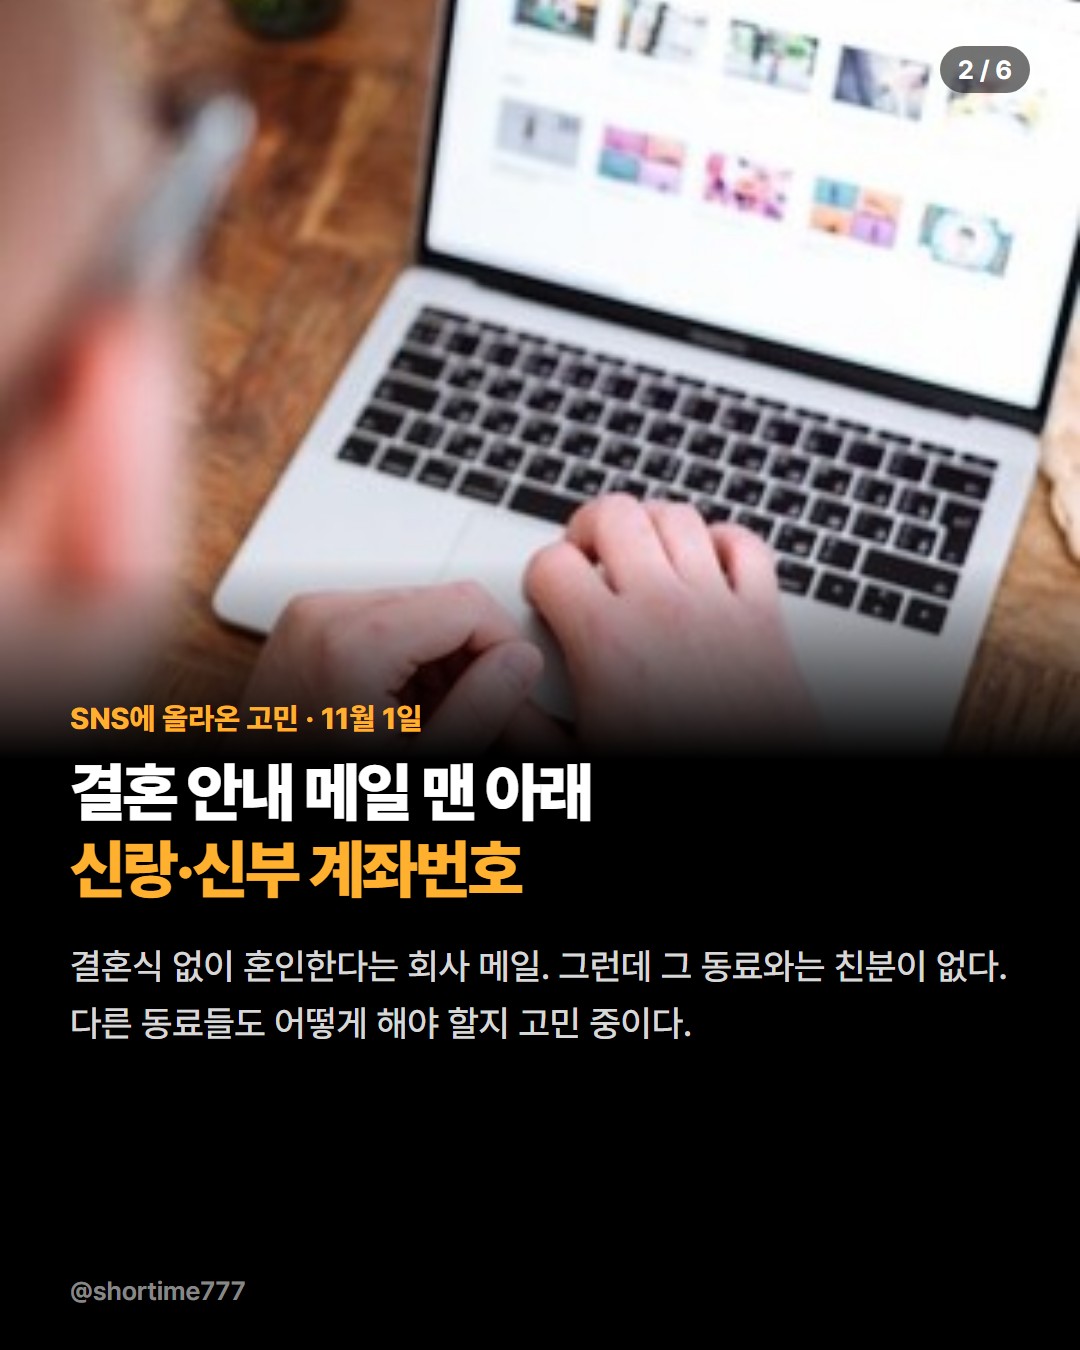 2 / 6
SNS에 올라온 고민 · 11월 1일
결혼 안내 메일 맨 아래
신랑·신부 계좌번호
결혼식 없이 혼인한다는 회사 메일. 그런데 그 동료와는 친분이 없다.
다른 동료들도 어떻게 해야 할지 고민 중이다.
@shortime777